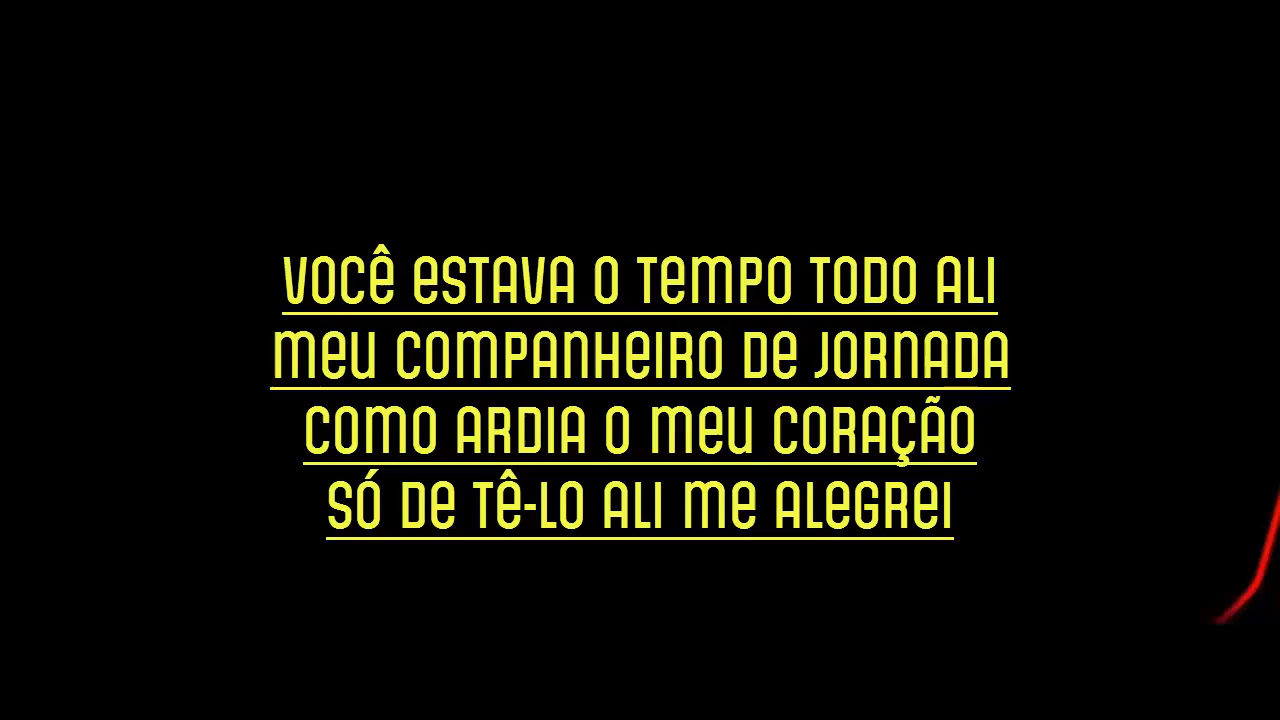 VOCÊ ESTAVA O TEMPO TODO ALI
MEU COMPANHEIRO DE JORNADA
COMO ARDIA O MEU CORAÇÃO
SÓ DE TÊ-LO ALI ME ALEGREI